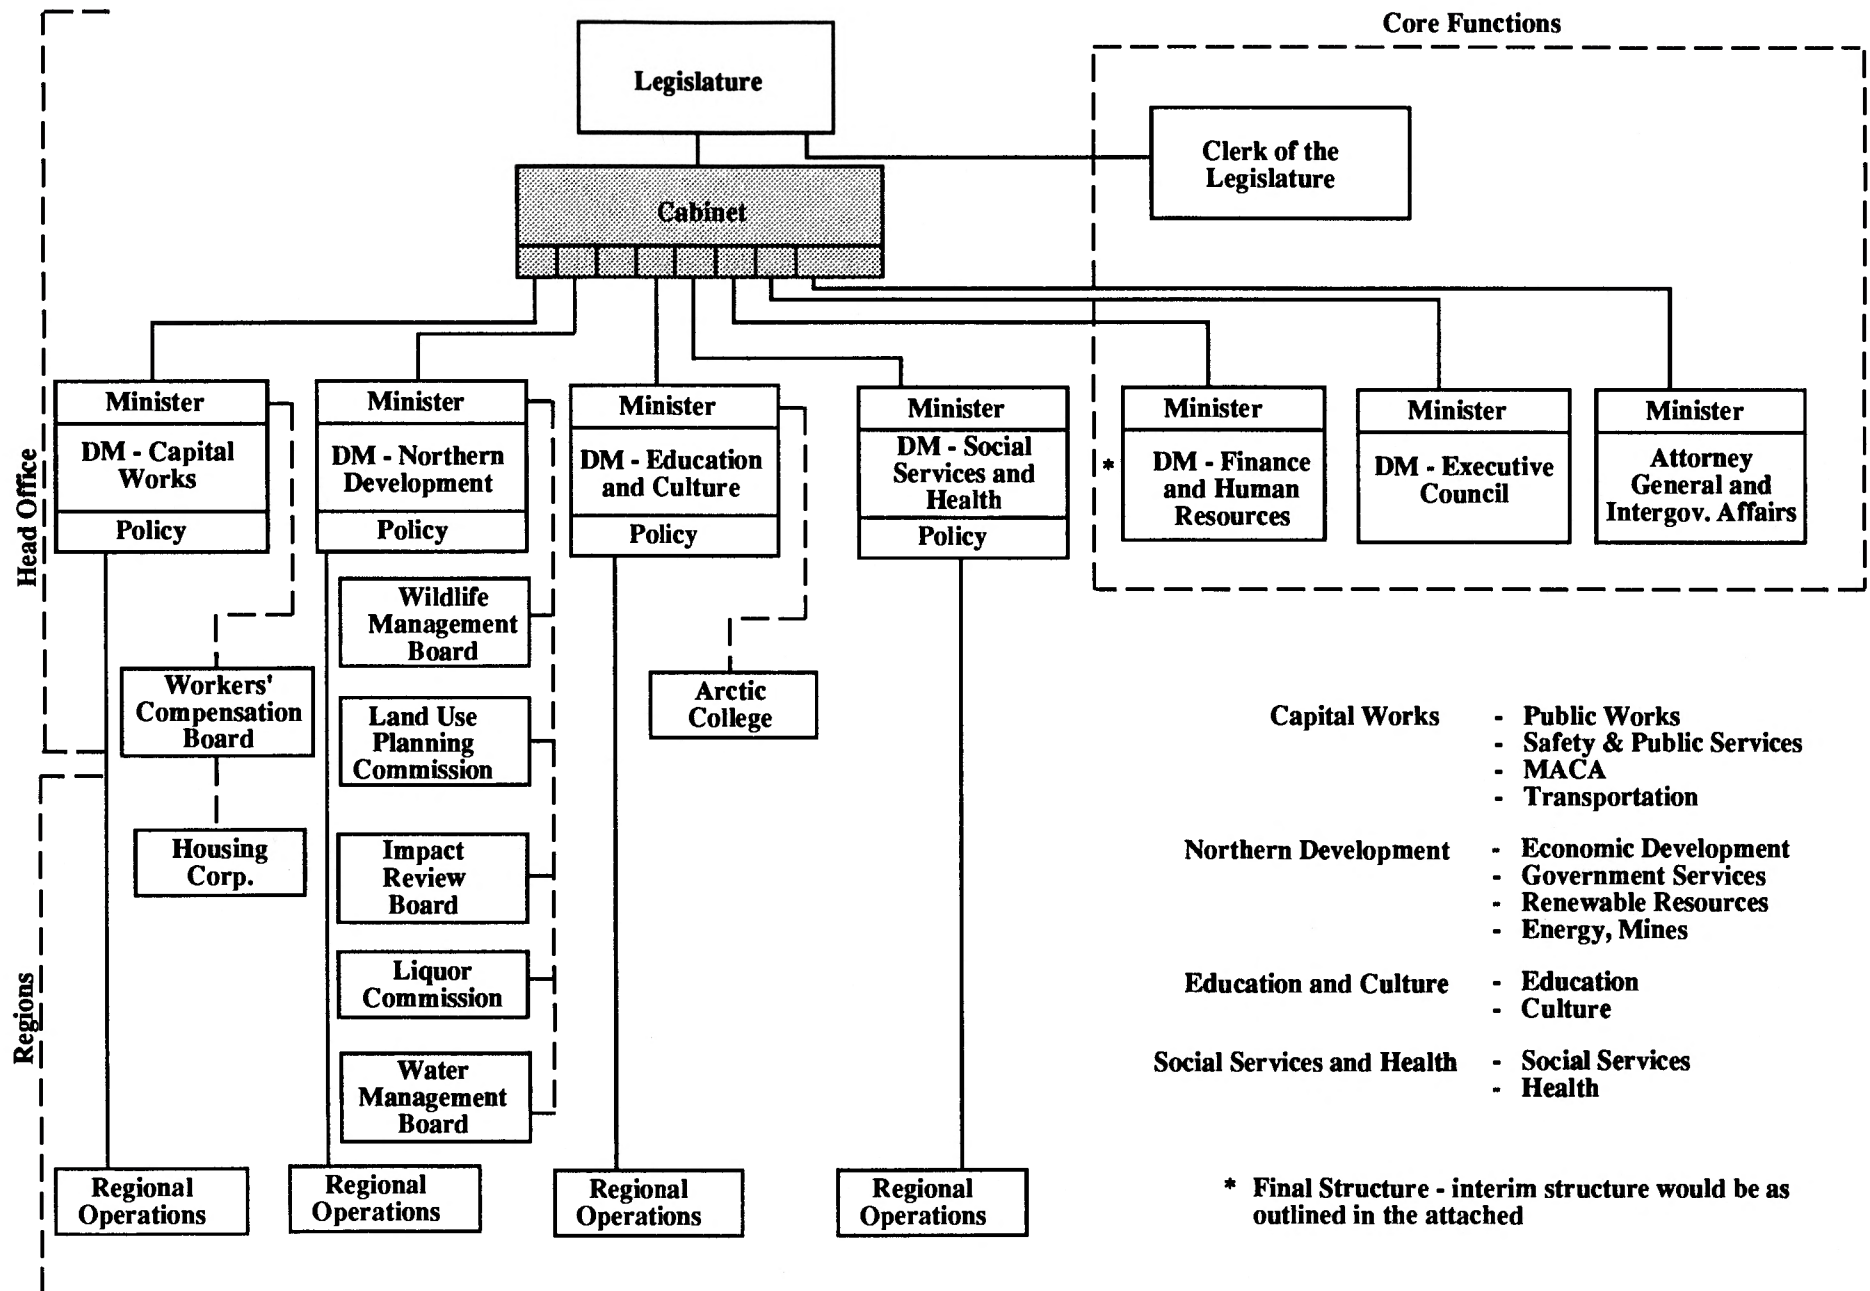 Core Functions
Legislature
Clerk of the
Legislature
Cabinet
Head Office
Minister
DM - Capital
Works
Policy
Minister
DM - Northern
Development
Policy
Minister
DM - Education
and Culture
Policy
Minister
DM - Social
Services and
Health
Policy
Minister
*
DM - Finance
and Human
Resources
Minister
DM - Executive
Council
Minister
Attorney
General and
Intergov. Affairs
Workers'
Compensation
Board
Housing
Corp.
Wildlife
Management
Board
Land Use
Planning
Commission
Impact
Review
Board
Liquor
Commission
Water
Management
Board
Arctic
College
Regions
Regional
Operations
Regional
Operations
Regional
Operations
Regional
Operations
Capital Works - Public Works
- Safety & Public Services
- MACA
- Transportation
Northern Development - Economic Development
- Government Services
- Renewable Resources
- Energy, Mines
Education and Culture - Education
- Culture
Social Services and Health - Social Services
- Health
* Final Structure - interim structure would be as
outlined in the attached